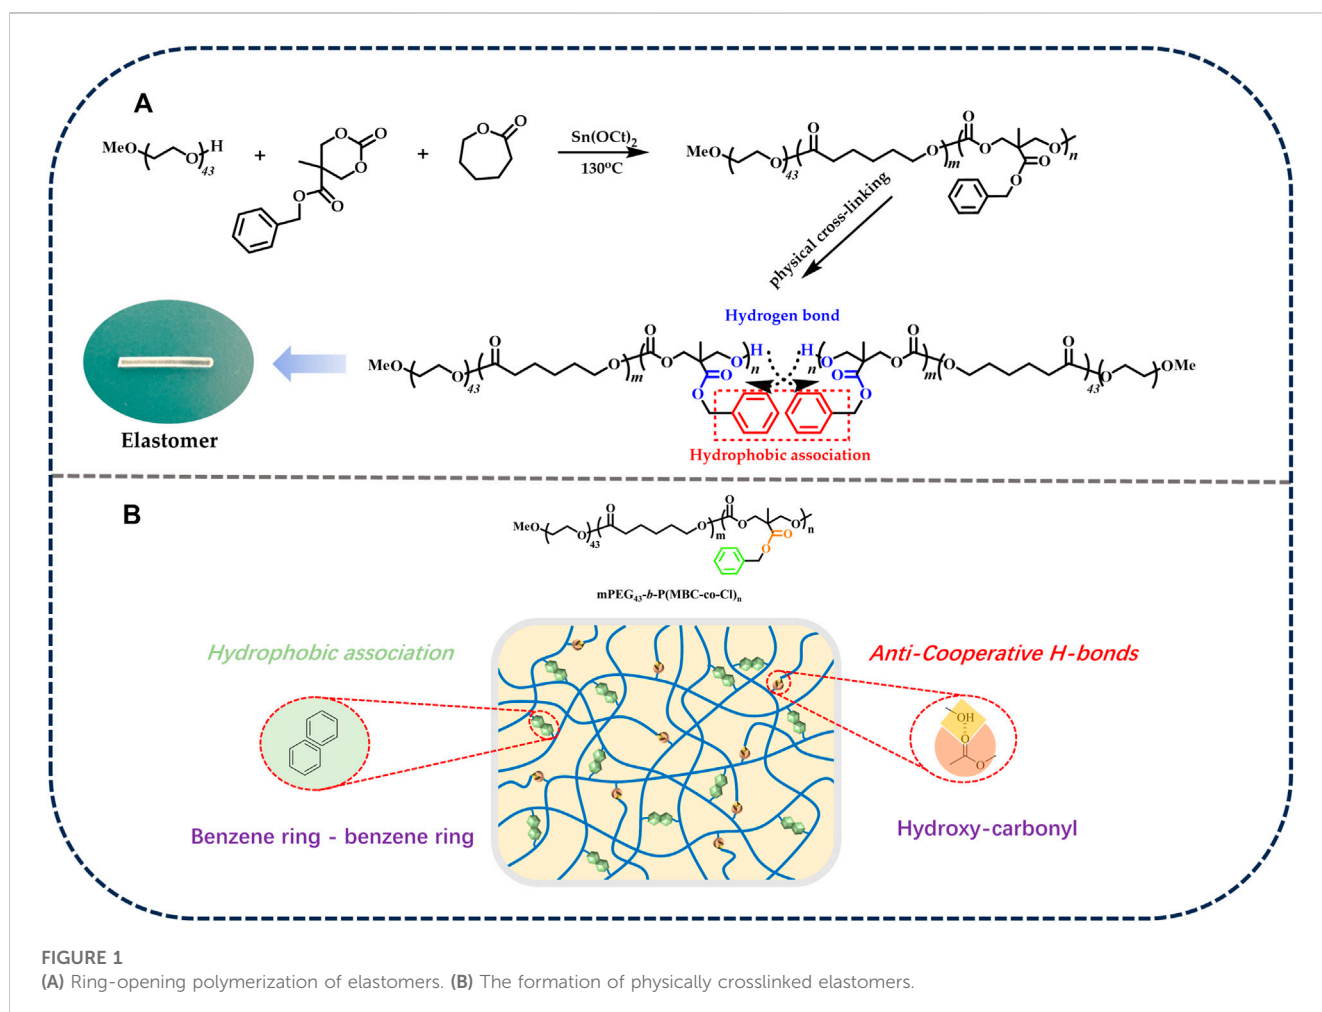 A
MeO
O
43
H
+
O
O
O
O
O
+
O
O
Sn(OCt)2
130°C
MeO
O
43
O
O
m
O
O
O
O
O
n
physical cross-linking
Hydrogen bond
MeO
O
43
O
O
m
O
O
O
H
n
O
O
H
O
n
O
O
O
O
m
O
O
43
O
OMe
Hydrophobic association
Elastomer
B
MeO
O
43
O
O
m
O
O
O
n
O
O
mPEG43-b-P(MBC-co-Cl)n
Hydrophobic association
Anti-Cooperative H-bonds
OH
O
O
Benzene ring - benzene ring
Hydroxy-carbonyl
FIGURE 1
(A) Ring-opening polymerization of elastomers. (B) The formation of physically crosslinked elastomers.